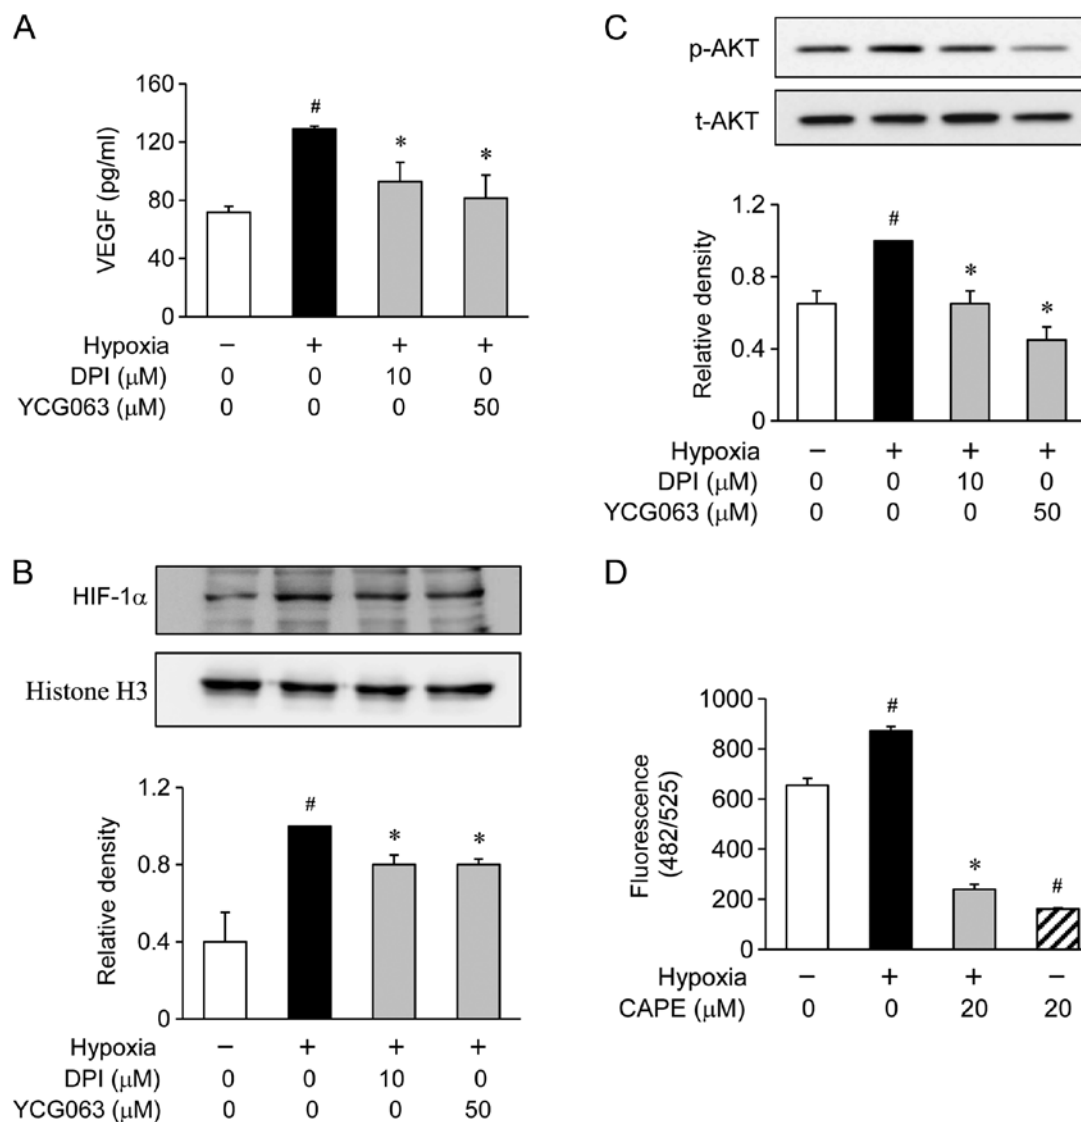 A
VEGF (pg/ml)
160
120
80
40
0
#
*
*
Hypoxia − + + +
DPI (μM) 0 0 10 0
YCG063 (μM) 0 0 0 50
B
HIF-1α
Histone H3
Relative density
1.2
0.8
0.4
0
#
*
*
Hypoxia − + + +
DPI (μM) 0 0 10 0
YCG063 (μM) 0 0 0 50
C
p-AKT
t-AKT
Relative density
1.2
0.8
0.4
0
#
*
*
Hypoxia − + + +
DPI (μM) 0 0 10 0
YCG063 (μM) 0 0 0 50
D
Fluorescence
(482/525)
1000
800
600
400
200
0
#
*
#
Hypoxia − + + −
CAPE (μM) 0 0 20 20